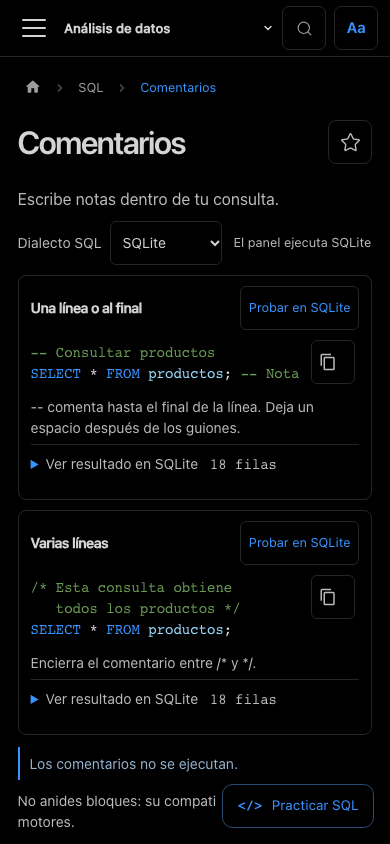 Análisis de datos
Aa
SQL
Comentarios
Comentarios
Escribe notas dentro de tu consulta.
Dialecto SQL
SQLite
El panel ejecuta SQLite
Una línea o al final
Probar en SQLite
-- Consultar productos
SELECT * FROM productos; -- Nota
-- comenta hasta el final de la línea. Deja un
espacio después de los guiones.
Ver resultado en SQLite 18 filas
Varias líneas
Probar en SQLite
/* Esta consulta obtiene
todos los productos */
SELECT * FROM productos;
Encierra el comentario entre /* y */.
Ver resultado en SQLite 18 filas
Los comentarios no se ejecutan.
No anides bloques: su compati
motores.
</> Practicar SQL